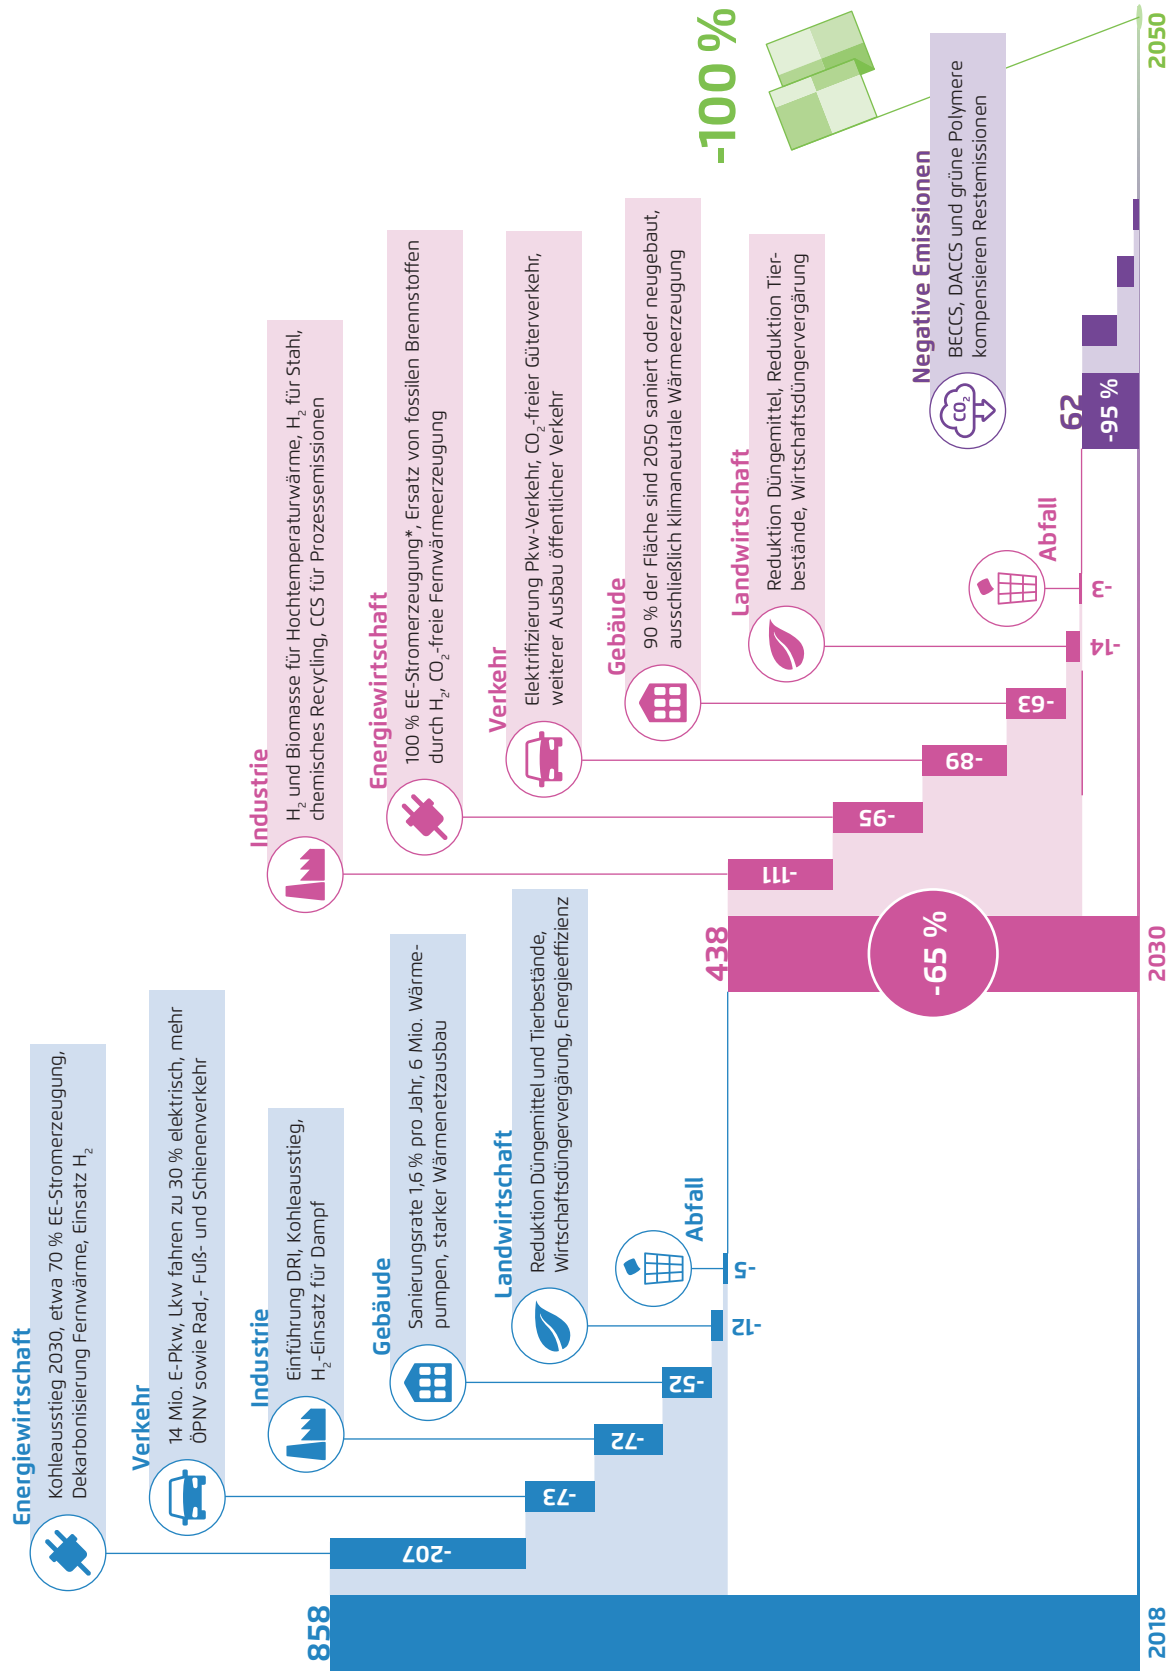 858
2018
Energiewirtschaft
Kohleausstieg 2030, etwa 70 % EE-Stromerzeugung,
Dekarbonisierung Fernwärme, Einsatz H₂
-207
Verkehr
14 Mio. E-Pkw, Lkw fahren zu 30 % elektrisch, mehr
ÖPNV sowie Rad,- Fuß- und Schienenverkehr
-73
Industrie
Einführung DRI, Kohleausstieg,
H₂-Einsatz für Dampf
-72
Gebäude
Sanierungsrate 1,6 % pro Jahr, 6 Mio. Wärme-
pumpen, starker Wärmenetzausbau
-52
Landwirtschaft
Reduktion Düngemittel und Tierbestände,
Wirtschaftsdüngervergärung, Energieeffizienz
-12
Abfall
-5
438
-65 %
2030
Industrie
H₂ und Biomasse für Hochtemperaturwärme, H₂ für Stahl,
chemisches Recycling, CCS für Prozessemissionen
-111
Energiewirtschaft
100 % EE-Stromerzeugung*, Ersatz von fossilen Brennstoffen
durch H₂, CO₂-freie Fernwärmeerzeugung
-95
Verkehr
Elektrifizierung Pkw-Verkehr, CO₂-freier Güterverkehr,
weiterer Ausbau öffentlicher Verkehr
-89
Gebäude
90 % der Fläche sind 2050 saniert oder neugebaut,
ausschließlich klimaneutrale Wärmeerzeugung
-63
Landwirtschaft
Reduktion Düngemittel, Reduktion Tier-
bestände, Wirtschaftsdüngervergärung
-14
Abfall
-3
62
-95 %
Negative Emissionen
CO₂
BECCS, DACCS und grüne Polymere
kompensieren Restemissionen
-100 %
2050